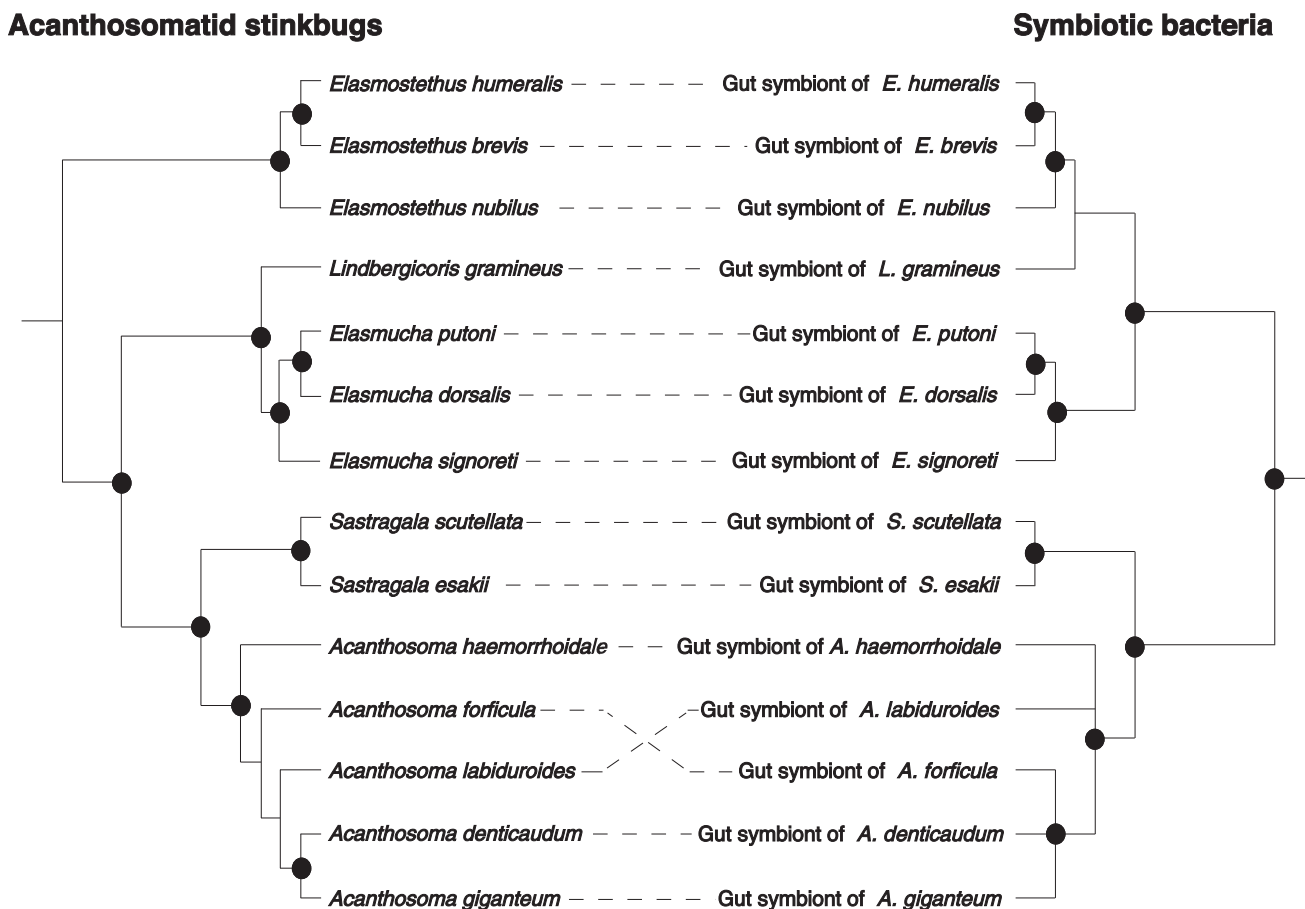 Acanthosomatid stinkbugs Symbiotic bacteria
Elasmostethus humeralis Gut symbiont of E. humeralis
Elasmostethus brevis Gut symbiont of E. brevis
Elasmostethus nubilus Gut symbiont of E. nubilus
Lindbergicoris gramineus Gut symbiont of L. gramineus
Elasmucha putoni Gut symbiont of E. putoni
Elasmucha dorsalis Gut symbiont of E. dorsalis
Elasmucha signoreti Gut symbiont of E. signoreti
Sastragala scutellata Gut symbiont of S. scutellata
Sastragala esakii Gut symbiont of S. esakii
Acanthosoma haemorrhoidale Gut symbiont of A. haemorrhoidale
Acanthosoma forficula Gut symbiont of A. labiduroides
Acanthosoma labiduroides Gut symbiont of A. forficula
Acanthosoma denticaudum Gut symbiont of A. denticaudum
Acanthosoma giganteum Gut symbiont of A. giganteum